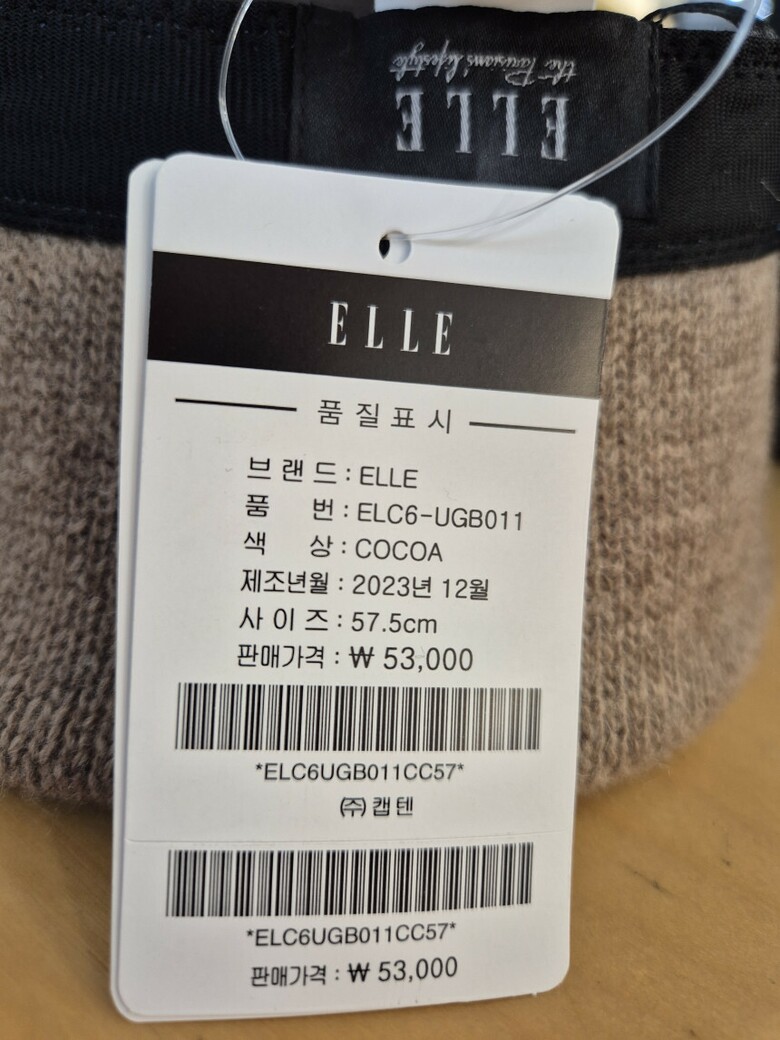 ELLE
the Parisians' lifestyle
ELLE
품질표시
브랜드 : ELLE
품 번 : ELC6-UGB011
색 상 : COCOA
제조년월 : 2023년 12월
사이즈 : 57.5cm
판매가격 : ₩ 53,000
*ELC6UGB011CC57*
㈜캡텐
*ELC6UGB011CC57*
판매가격 : ₩ 53,000